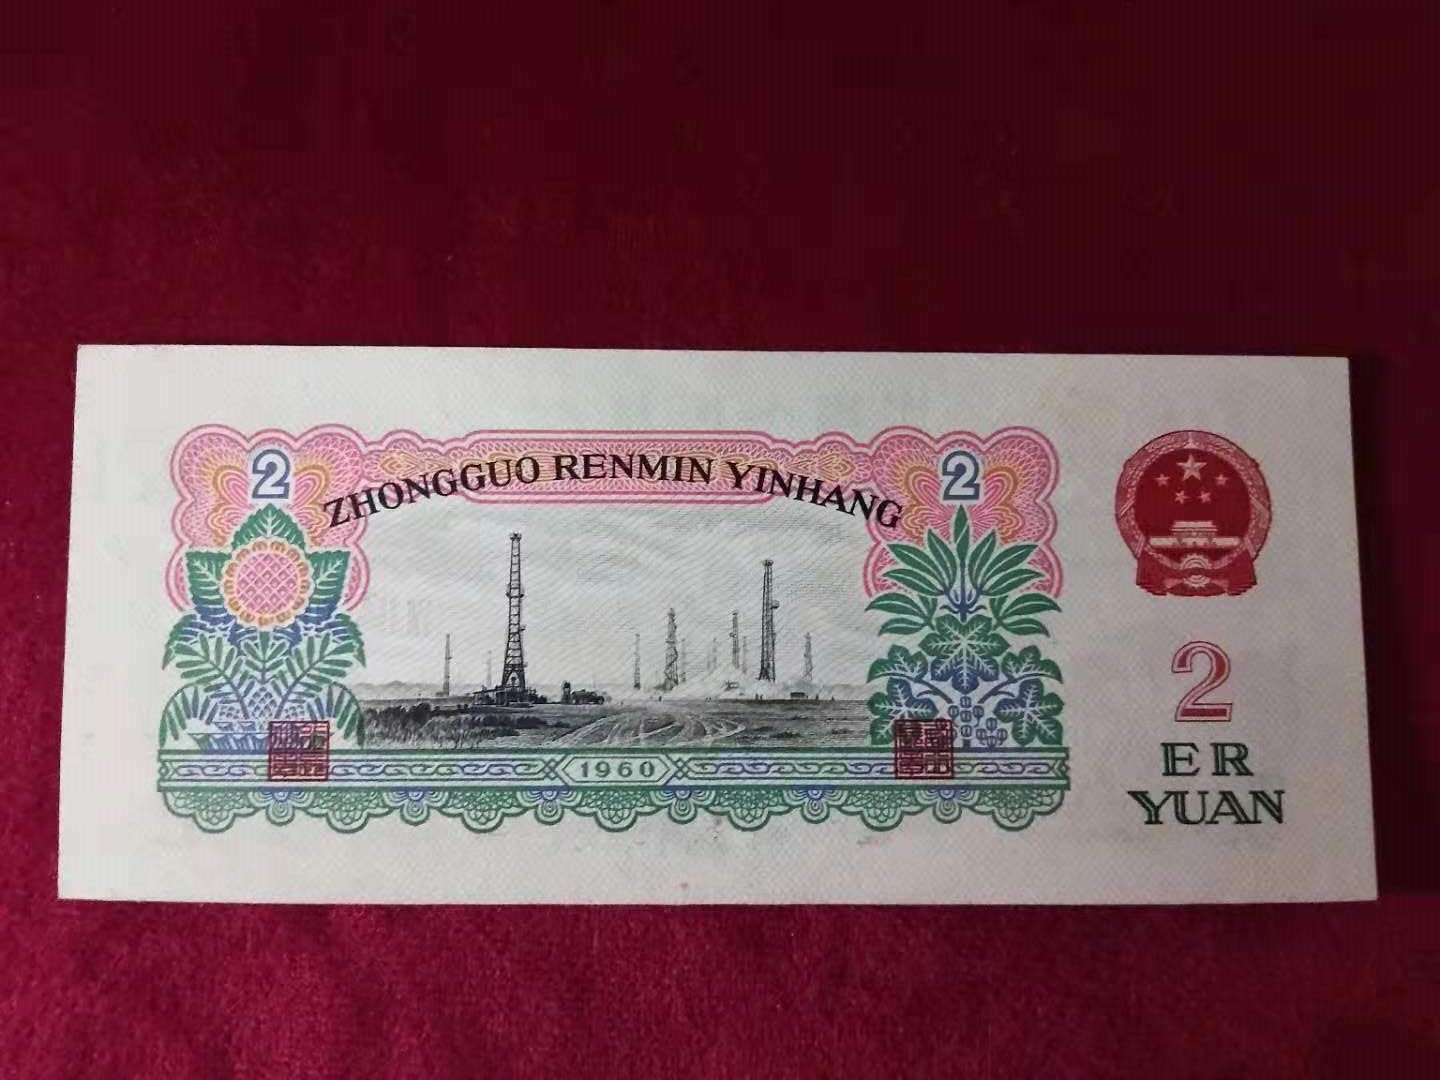 2
2
ZHONGGUO RENMIN YINHANG
1960
2
ER
YUAN